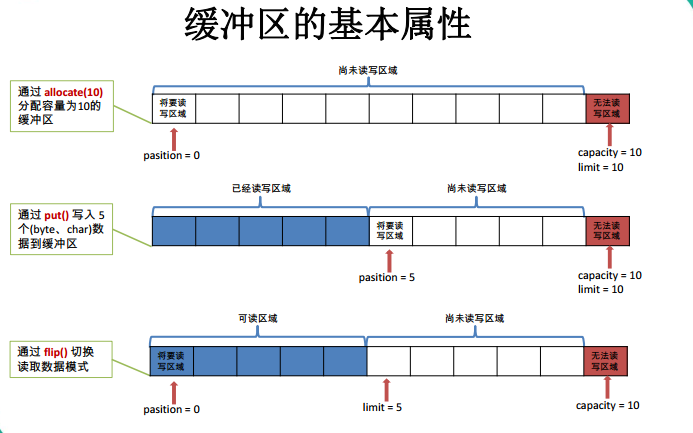 缓冲区的基本属性
尚未读写区域
通过 allocate(10)
分配容量为10的
缓冲区
将要读
写区域
无法读
写区域
pasition = 0
capacity = 10
limit = 10
已经读写区域
尚未读写区域
通过 put() 写入 5
个(byte、char)数
据到缓冲区
将要读
写区域
无法读
写区域
pasition = 5
capacity = 10
limit = 10
可读区域
尚未读写区域
通过 flip() 切换
读取数据模式
将要读
写区域
无法读
写区域
pasition = 0
limit = 5
capacity = 10